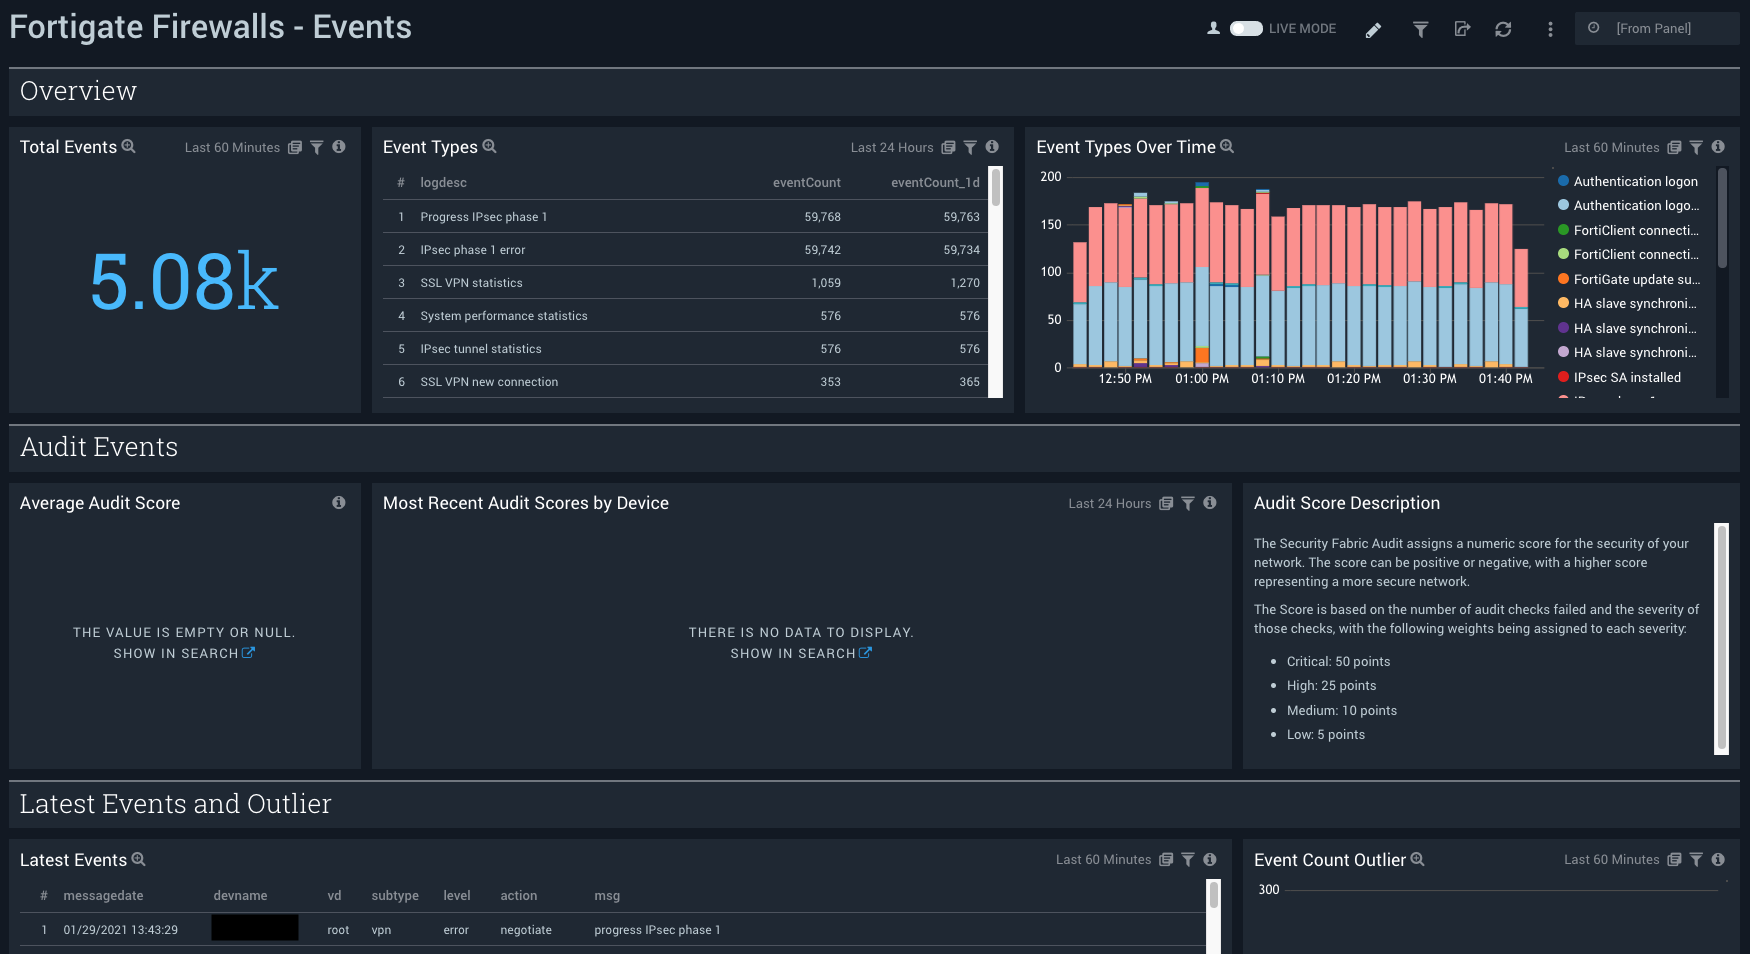 Fortigate Firewalls - Events
LIVE MODE
[From Panel]
Overview
Total Events
Last 60 Minutes
5.08k
Event Types
Last 24 Hours
# logdesc eventCount eventCount_1d
1 Progress IPsec phase 1 59,768 59,763
2 IPsec phase 1 error 59,742 59,734
3 SSL VPN statistics 1,059 1,270
4 System performance statistics 576 576
5 IPsec tunnel statistics 576 576
6 SSL VPN new connection 353 365
Event Types Over Time
Last 60 Minutes
200
150
100
50
0
12:50 PM 01:00 PM 01:10 PM 01:20 PM 01:30 PM 01:40 PM
Authentication logon
Authentication logo...
FortiClient connecti...
FortiClient connecti...
FortiGate update su...
HA slave synchroni...
HA slave synchroni...
HA slave synchroni...
IPsec SA installed
Audit Events
Average Audit Score
THE VALUE IS EMPTY OR NULL.
SHOW IN SEARCH
Most Recent Audit Scores by Device
Last 24 Hours
THERE IS NO DATA TO DISPLAY.
SHOW IN SEARCH
Audit Score Description
The Security Fabric Audit assigns a numeric score for the security of your
network. The score can be positive or negative, with a higher score
representing a more secure network.
The Score is based on the number of audit checks failed and the severity of
those checks, with the following weights being assigned to each severity:
• Critical: 50 points
• High: 25 points
• Medium: 10 points
• Low: 5 points
Latest Events and Outlier
Latest Events
Last 60 Minutes
# messagedate devname vd subtype level action msg
1 01/29/2021 13:43:29 root vpn error negotiate progress IPsec phase 1
Event Count Outlier
Last 60 Minutes
300